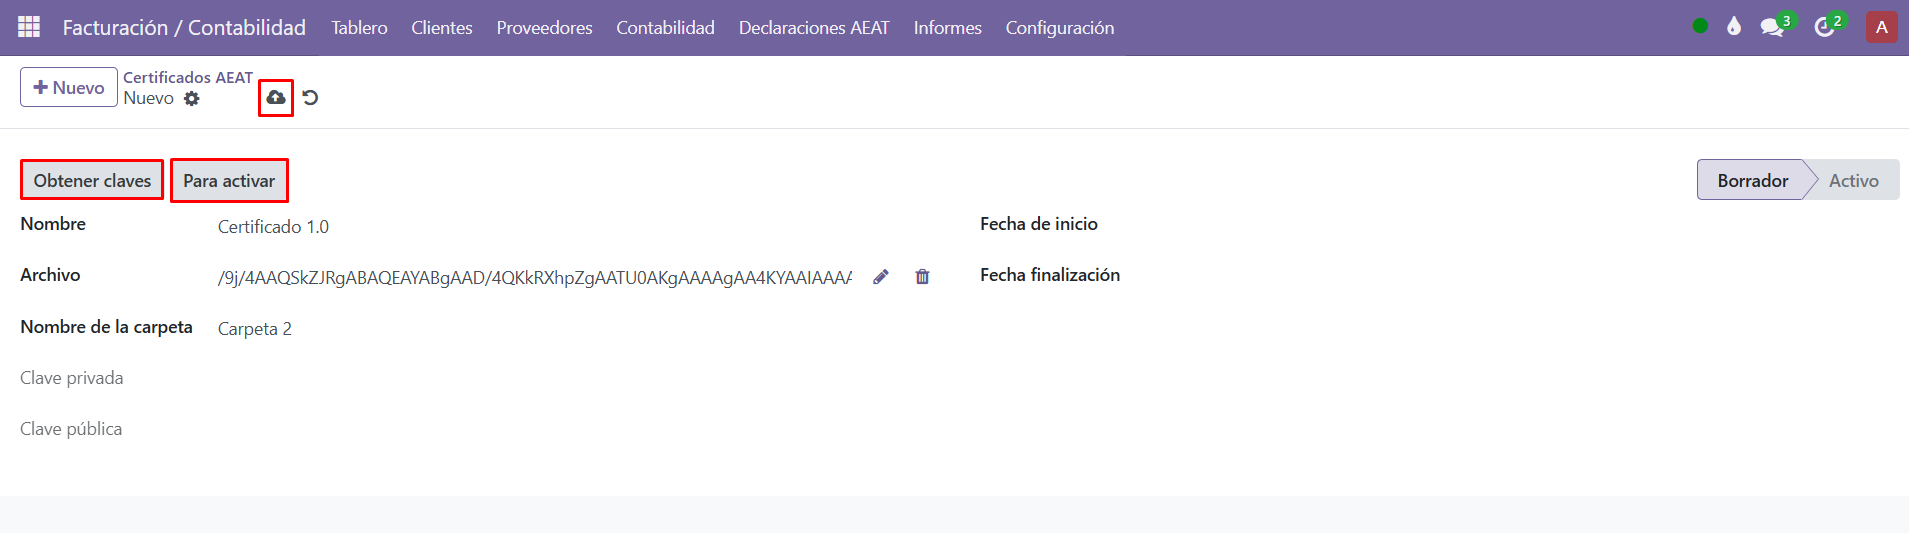 Facturación / Contabilidad Tablero Clientes Proveedores Contabilidad Declaraciones AEAT Informes Configuración 3 2 A
Nuevo
Certificados AEAT
Nuevo
Obtener claves Para activar Borrador Activo
Nombre Certificado 1.0 Fecha de inicio
Archivo /9j/4AAQSkZJRgABAQEAYABgAAD/4QKkRXhpZgAATU0AKgAAAAgAA4KYAAIAAAA Fecha finalización
Nombre de la carpeta Carpeta 2
Clave privada
Clave pública